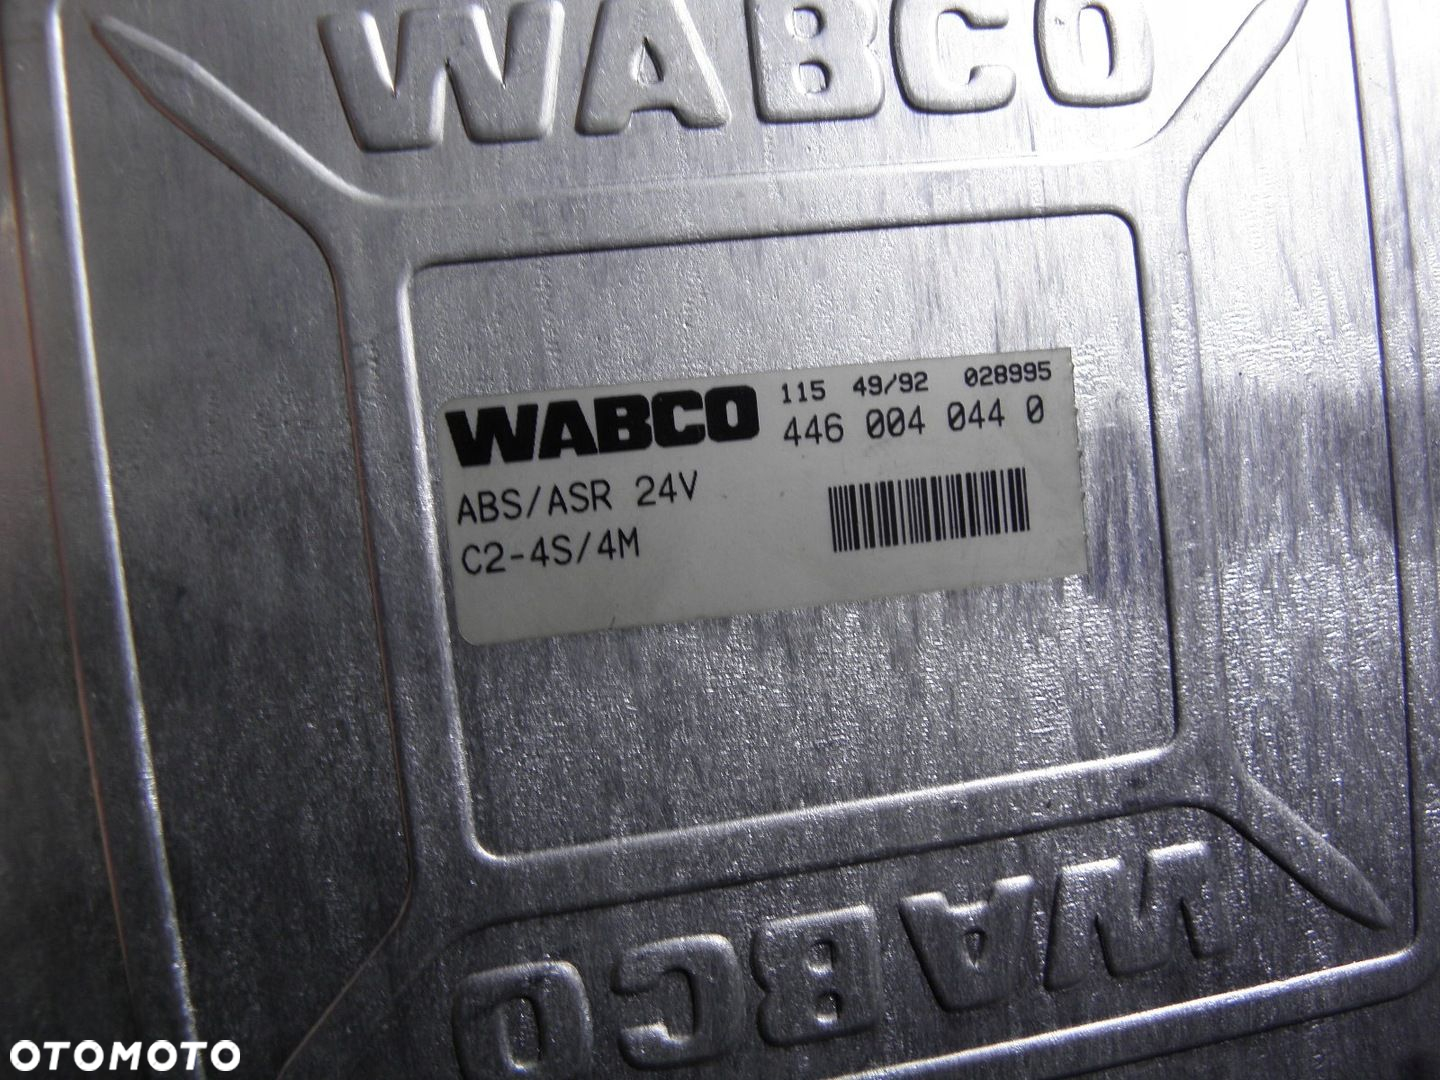 WABCO
WABCO
115 49/92 028995
446 004 044 0
ABS/ASR 24V
C2-4S/4M
WABCO
OTOMOTO